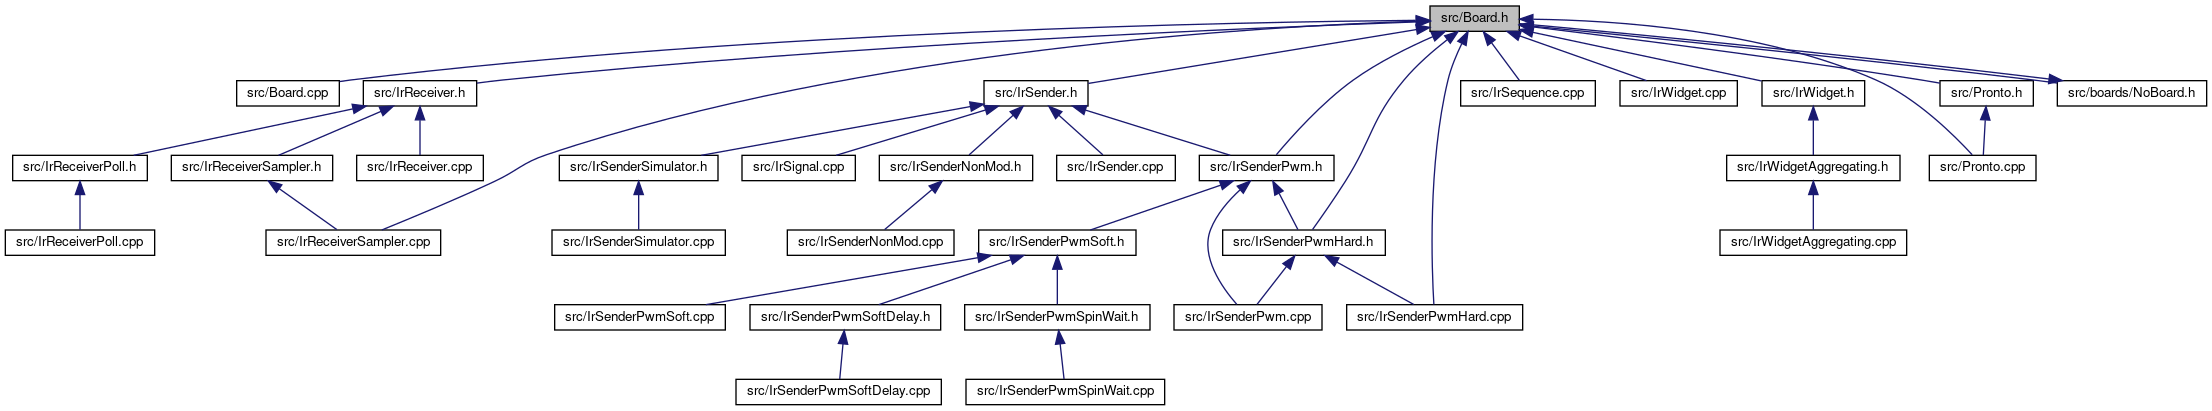 src/Board.h
src/Board.cpp
src/IrReceiver.h
src/IrSender.h
src/IrSequence.cpp
src/IrWidget.cpp
src/IrWidget.h
src/Pronto.h
src/boards/NoBoard.h
src/IrReceiverPoll.h
src/IrReceiverSampler.h
src/IrReceiver.cpp
src/IrSenderSimulator.h
src/IrSignal.cpp
src/IrSenderNonMod.h
src/IrSender.cpp
src/IrSenderPwm.h
src/IrWidgetAggregating.h
src/Pronto.cpp
src/IrReceiverPoll.cpp
src/IrReceiverSampler.cpp
src/IrSenderSimulator.cpp
src/IrSenderNonMod.cpp
src/IrSenderPwmSoft.h
src/IrSenderPwmHard.h
src/IrWidgetAggregating.cpp
src/IrSenderPwmSoft.cpp
src/IrSenderPwmSoftDelay.h
src/IrSenderPwmSpinWait.h
src/IrSenderPwm.cpp
src/IrSenderPwmHard.cpp
src/IrSenderPwmSoftDelay.cpp
src/IrSenderPwmSpinWait.cpp